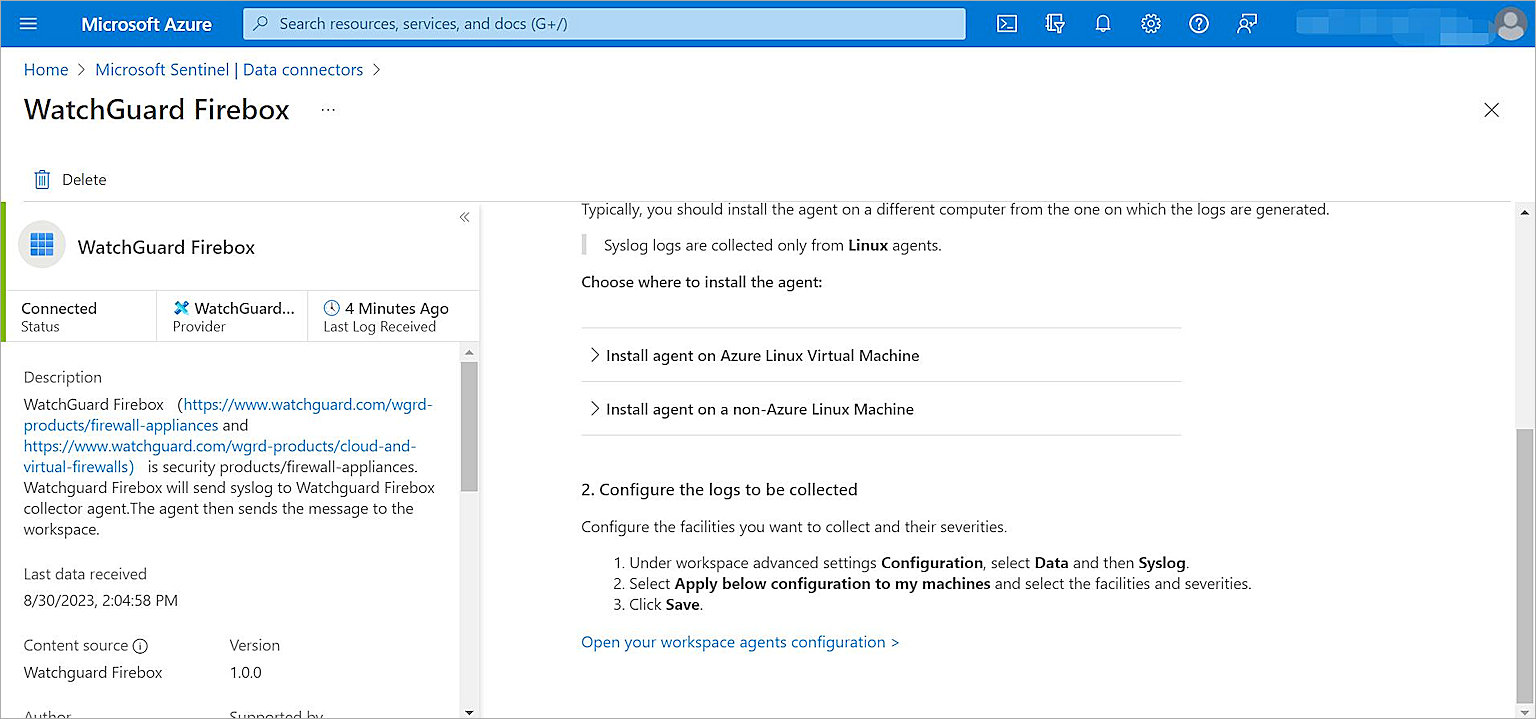 Microsoft Azure
Search resources, services, and docs (G+/)
Home > Microsoft Sentinel | Data connectors >
WatchGuard Firebox ...
Delete
WatchGuard Firebox
Connected
Status
WatchGuard...
Provider
4 Minutes Ago
Last Log Received
Description
WatchGuard Firebox (https://www.watchguard.com/wgrd-
products/firewall-appliances and
https://www.watchguard.com/wgrd-products/cloud-and-
virtual-firewalls) is security products/firewall-appliances.
Watchguard Firebox will send syslog to Watchguard Firebox
collector agent.The agent then sends the message to the
workspace.
Last data received
8/30/2023, 2:04:58 PM
Content source Version
Watchguard Firebox 1.0.0
Author Supported by
Typically, you should install the agent on a different computer from the one on which the logs are generated.
Syslog logs are collected only from Linux agents.
Choose where to install the agent:
Install agent on Azure Linux Virtual Machine
Install agent on a non-Azure Linux Machine
2. Configure the logs to be collected
Configure the facilities you want to collect and their severities.
1. Under workspace advanced settings Configuration, select Data and then Syslog.
2. Select Apply below configuration to my machines and select the facilities and severities.
3. Click Save.
Open your workspace agents configuration >